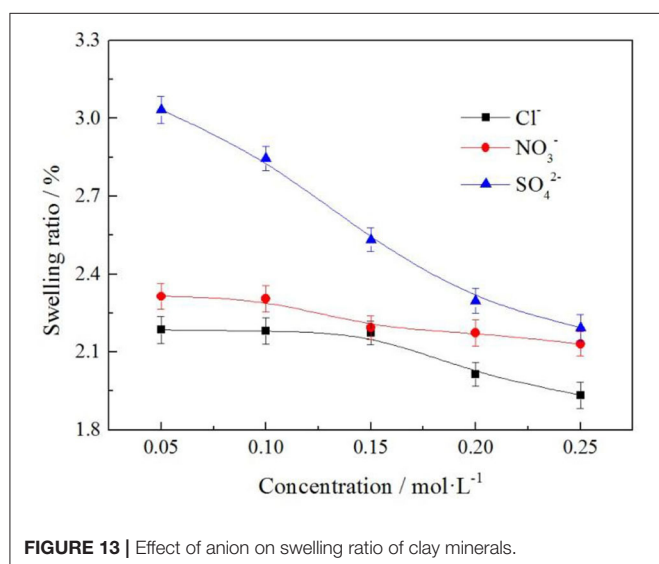 3.3
3.0
2.7
2.4
2.1
1.8
Swelling ratio / %
Cl⁻
NO₃⁻
SO₄²⁻
0.05 0.10 0.15 0.20 0.25
Concentration / mol·L⁻¹
FIGURE 13 | Effect of anion on swelling ratio of clay minerals.